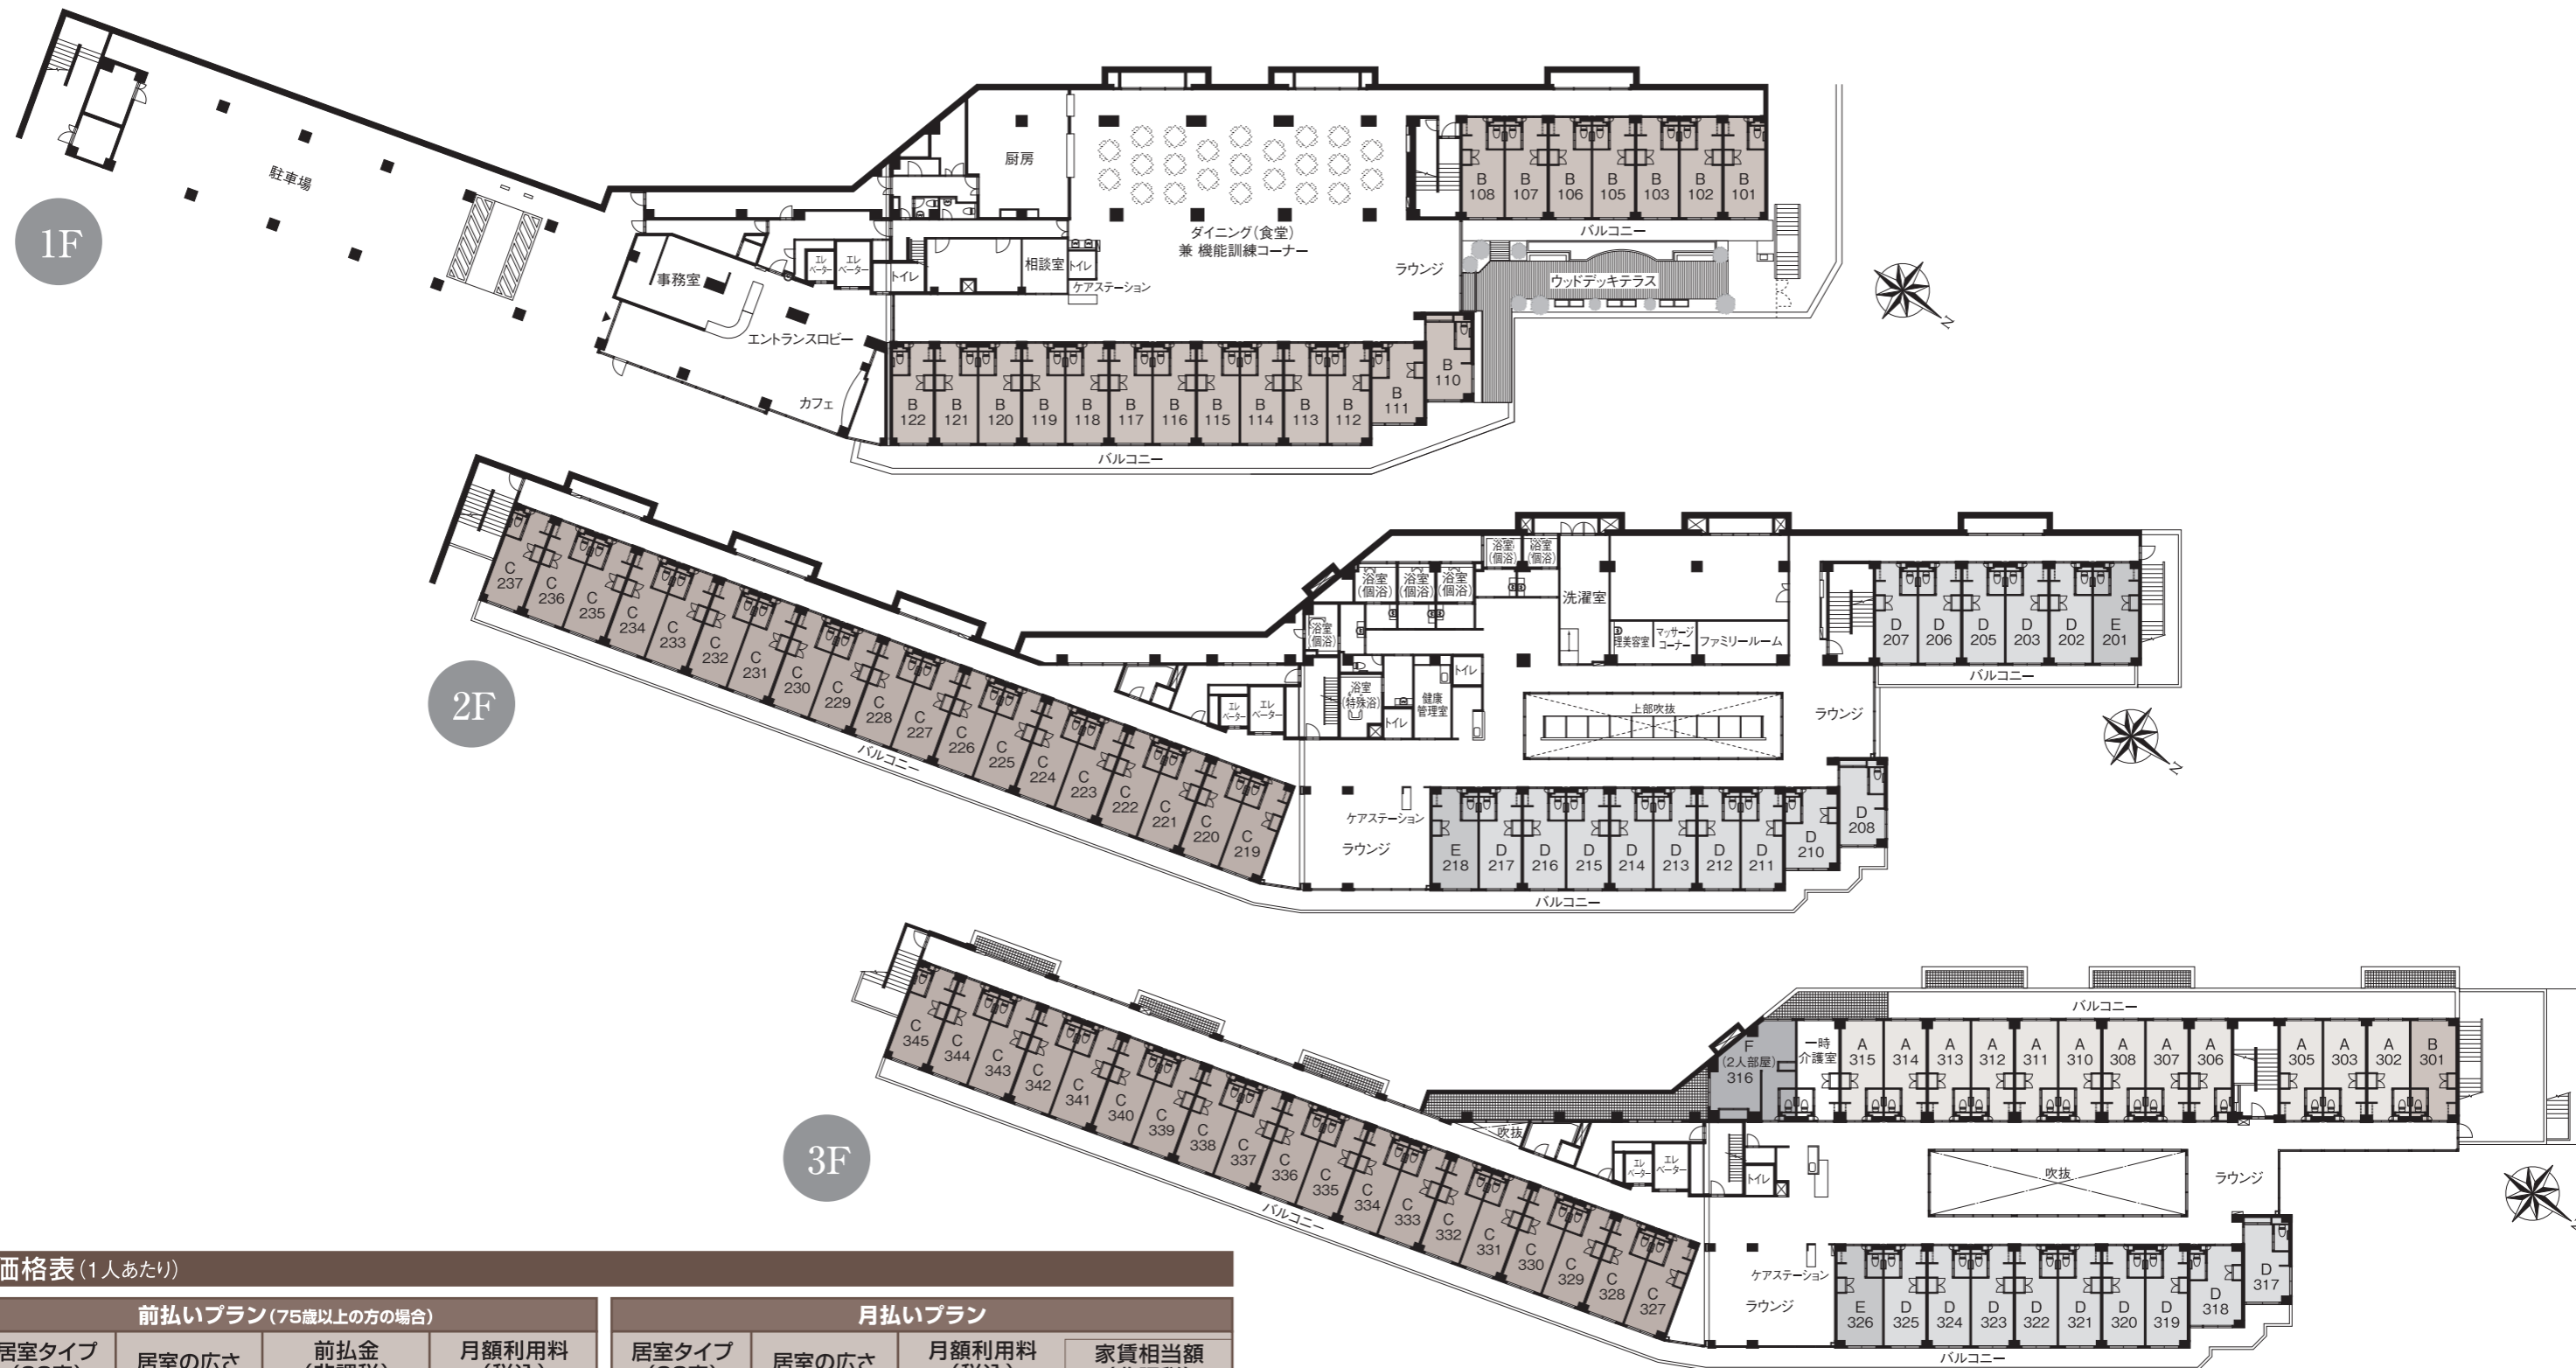 1F
駐車場
厨房
ダイニング(食堂)
兼 機能訓練コーナー
B
108
B
107
B
106
B
105
B
103
B
102
B
101
バルコニー
ウッドデッキテラス
ラウンジ
事務室
エレ
ベーター
エレ
ベーター
トイレ
相談室
トイレ
ケアステーション
エントランスロビー
カフェ
B
122
B
121
B
120
B
119
B
118
B
117
B
116
B
115
B
114
B
113
B
112
B
111
B
110
バルコニー
N
2F
C
237
C
236
C
235
C
234
C
233
C
232
C
231
C
230
C
229
C
228
C
227
C
226
C
225
C
224
C
223
C
222
C
221
C
220
C
219
バルコニー
浴室
(個浴)
浴室
(個浴)
浴室
(個浴)
浴室
(個浴)
浴室
(個浴)
浴室
(個浴)
洗濯室
理美容室
マッサージ
コーナー
ファミリールーム
D
207
D
206
D
205
D
203
D
202
E
201
バルコニー
エレ
ベーター
エレ
ベーター
浴室
(特殊浴)
トイレ
健康
管理室
トイレ
上部吹抜
ラウンジ
ケアステーション
ラウンジ
E
218
D
217
D
216
D
215
D
214
D
213
D
212
D
211
D
210
D
208
バルコニー
N
3F
C
345
C
344
C
343
C
342
C
341
C
340
C
339
C
338
C
337
C
336
C
335
C
334
C
333
C
332
C
331
C
330
C
329
C
328
C
327
バルコニー
バルコニー
F
(2人部屋)
316
一時
介護室
A
315
A
314
A
313
A
312
A
311
A
310
A
308
A
307
A
306
A
305
A
303
A
302
B
301
吹抜
エレ
ベーター
エレ
ベーター
トイレ
吹抜
ラウンジ
ケアステーション
ラウンジ
E
326
D
325
D
324
D
323
D
322
D
321
D
320
D
319
D
318
D
317
バルコニー
価格表(1人あたり)
前払いプラン(75歳以上の方の場合)
居室タイプ
居室の広さ
前払金
月額利用料
月払いプラン
居室タイプ
居室の広さ
月額利用料
家賃相当額